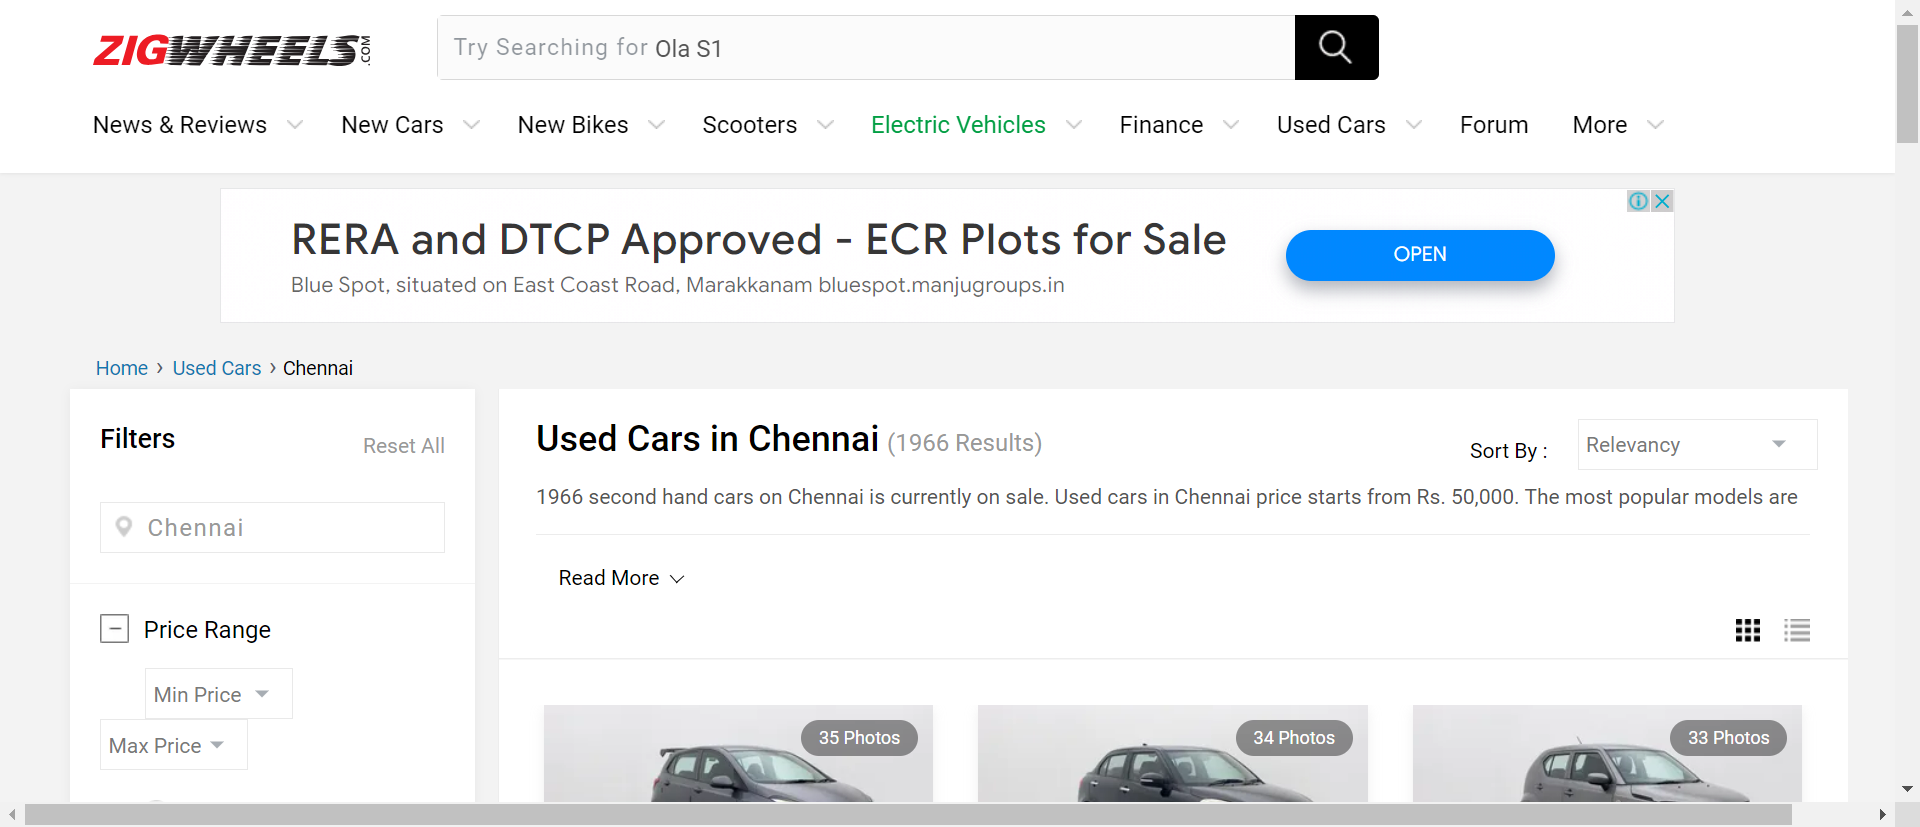 ZIGWHEELS.COM
Try Searching for Ola S1
News & Reviews New Cars New Bikes Scooters Electric Vehicles Finance Used Cars Forum More
RERA and DTCP Approved - ECR Plots for Sale
Blue Spot, situated on East Coast Road, Marakkanam bluespot.manjugroups.in
OPEN
Home › Used Cars › Chennai
Filters
Reset All
Chennai
Price Range
Min Price
Max Price
Used Cars in Chennai (1966 Results)
Sort By :
Relevancy
1966 second hand cars on Chennai is currently on sale. Used cars in Chennai price starts from Rs. 50,000. The most popular models are
Read More
35 Photos
34 Photos
33 Photos